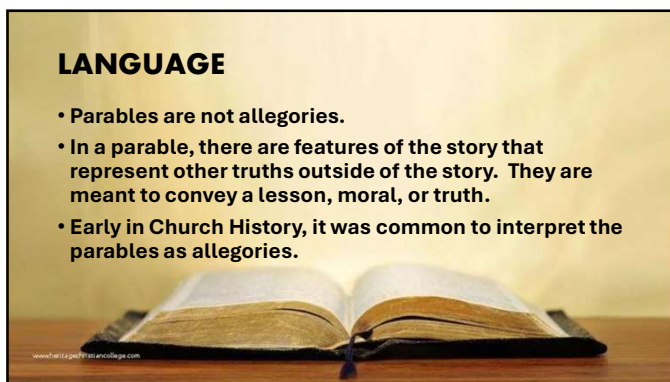 LANGUAGE
• Parables are not allegories.
• In a parable, there are features of the story that
represent other truths outside of the story.  They are
meant to convey a lesson, moral, or truth.
• Early in Church History, it was common to interpret the
parables as allegories.
www.heritagechristiancollege.com